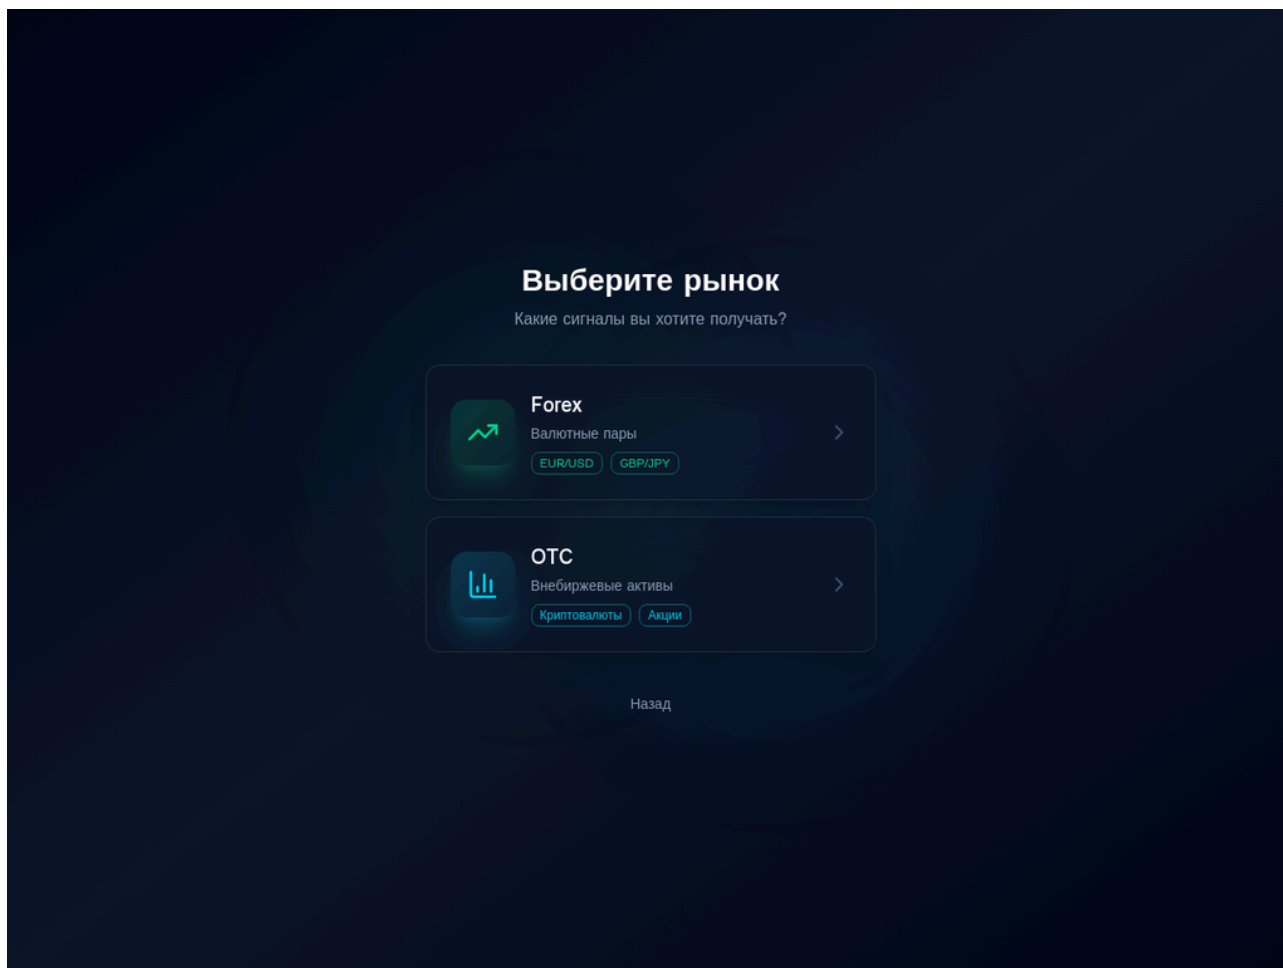 Выберите рынок
Какие сигналы вы хотите получать?
Forex
Валютные пары
EUR/USD GBP/JPY
OTC
Внебиржевые активы
Криптовалюты Акции
Назад